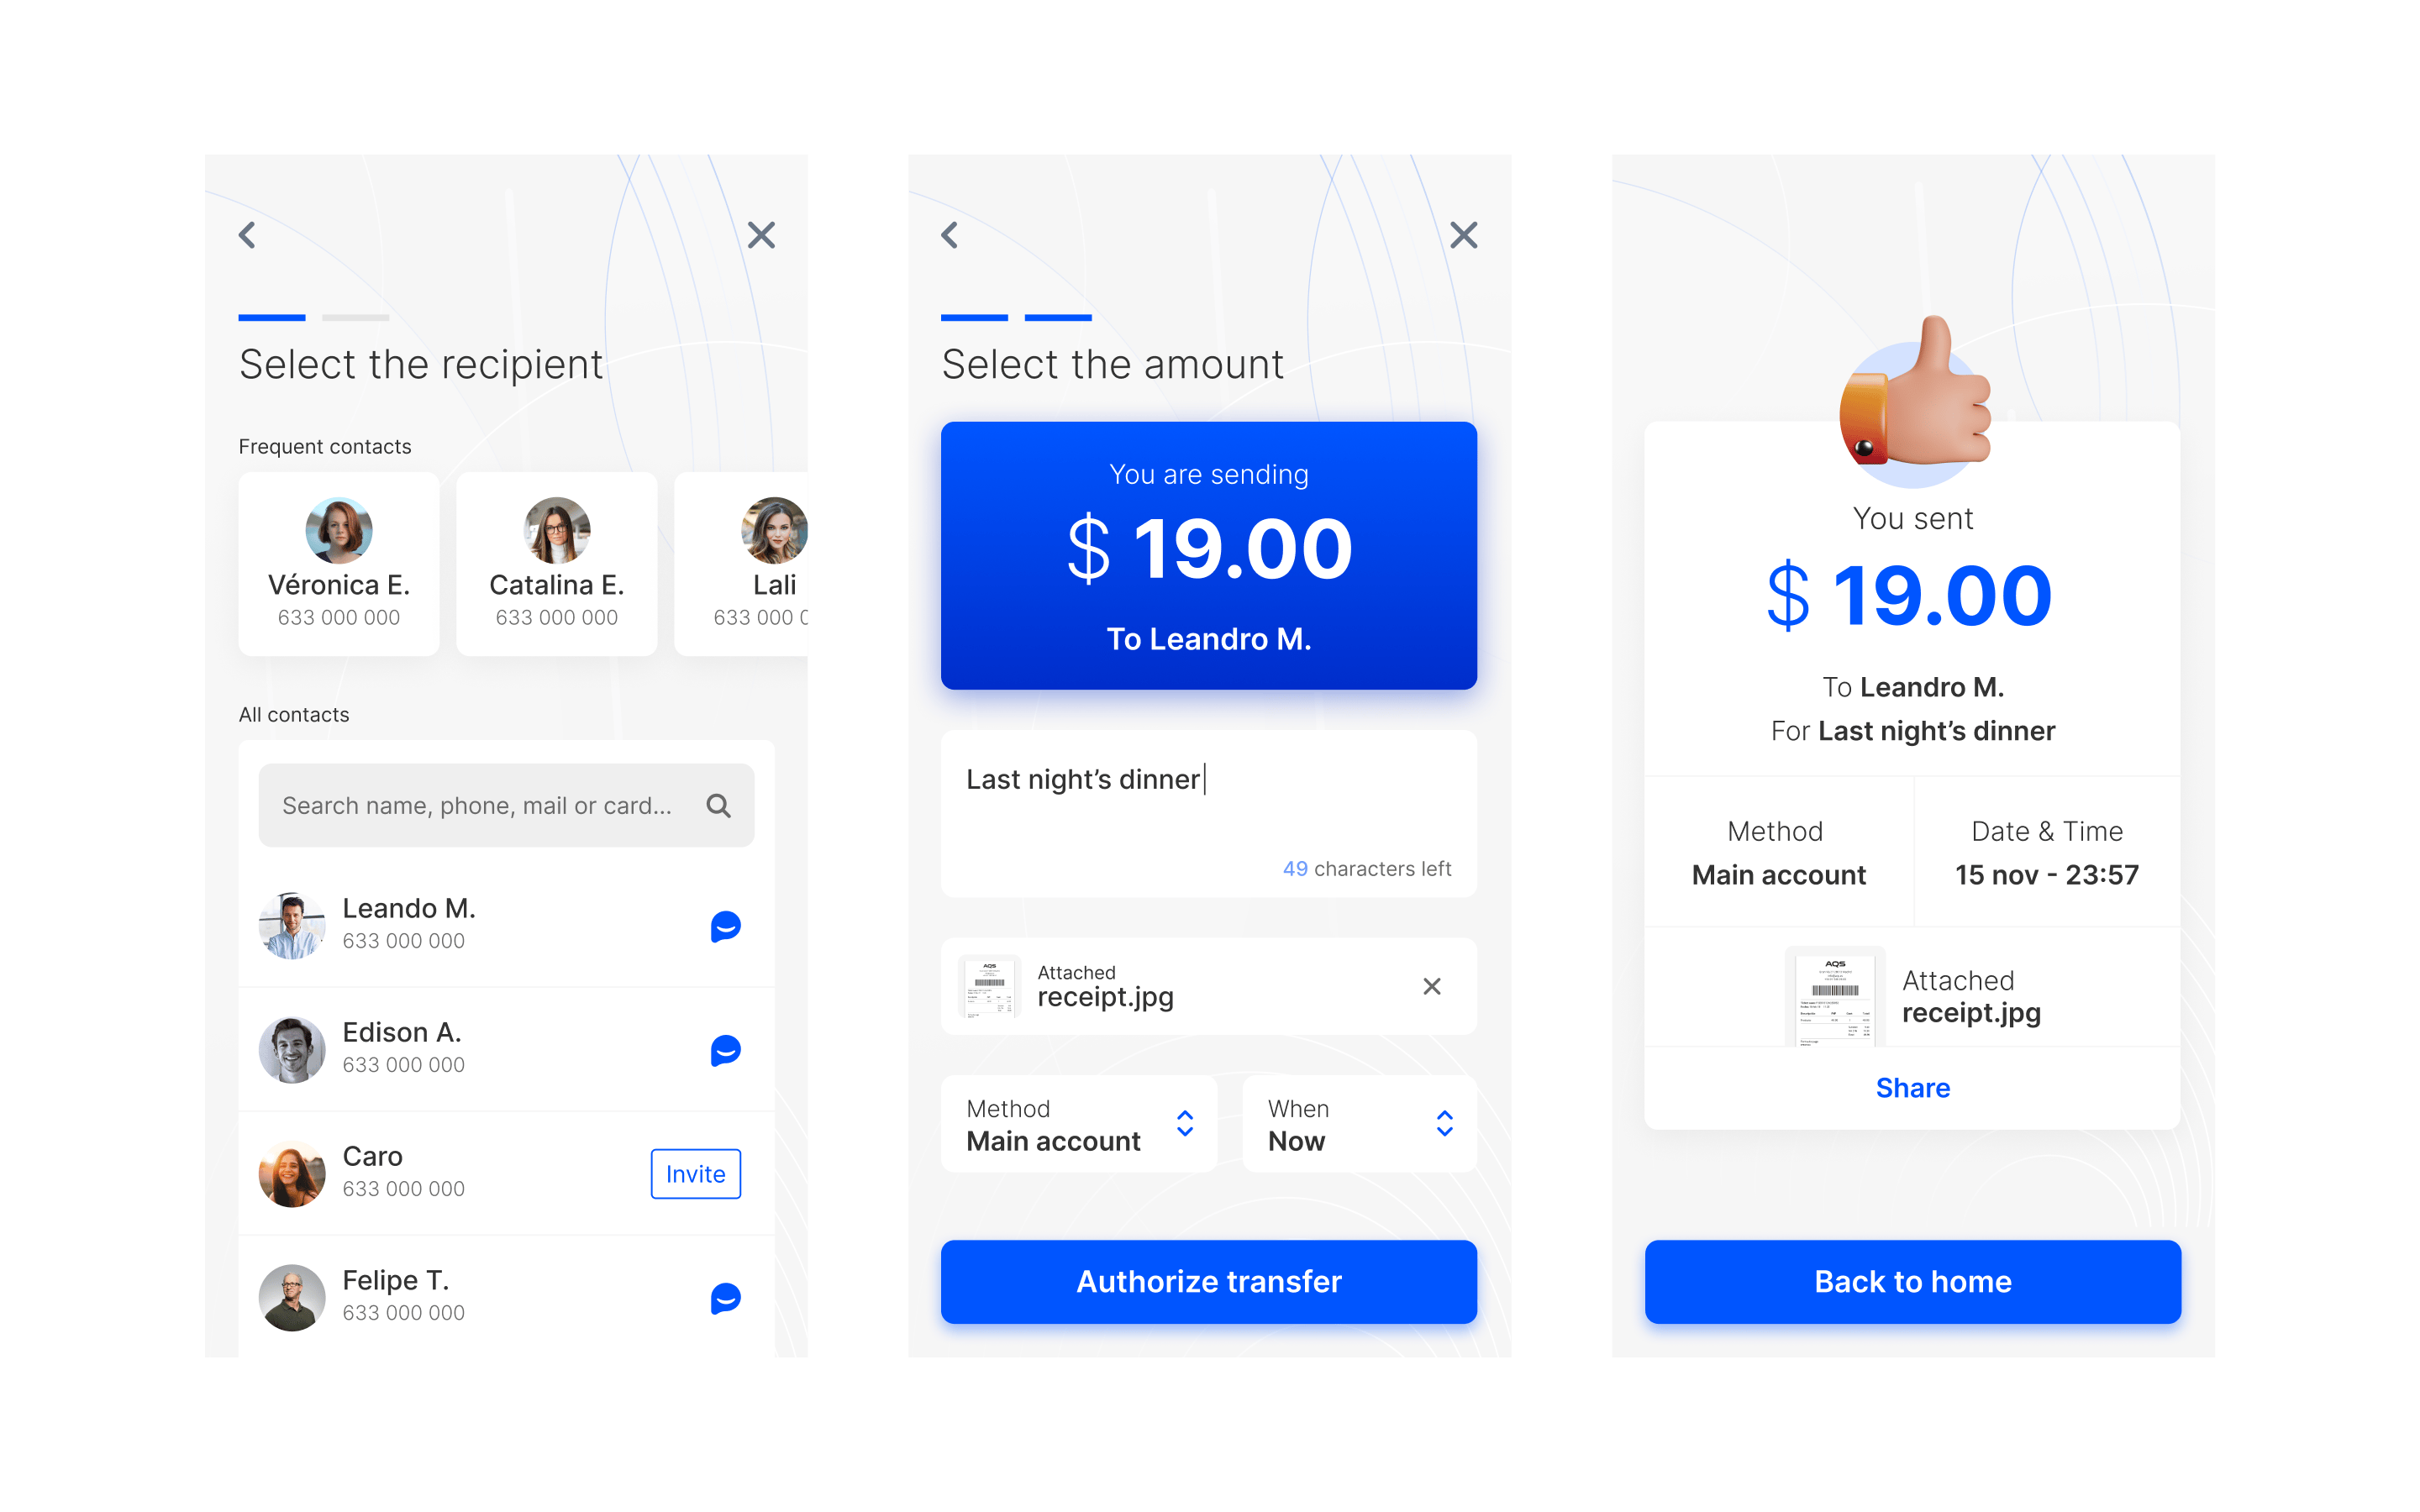 Select the recipient
Frequent contacts
Véronica E.
633 000 000
Catalina E.
633 000 000
Lali
633 000
All contacts
Search name, phone, mail or card...
Leando M.
633 000 000
Edison A.
633 000 000
Caro
633 000 000
Invite
Felipe T.
633 000 000
Select the amount
You are sending
$ 19.00
To Leandro M.
Last night’s dinner
49 characters left
AQS
Attached
receipt.jpg
Method
Main account
When
Now
Authorize transfer
You sent
$ 19.00
To Leandro M.
For Last night’s dinner
Method
Main account
Date & Time
15 nov - 23:57
AQS
Attached
receipt.jpg
Share
Back to home